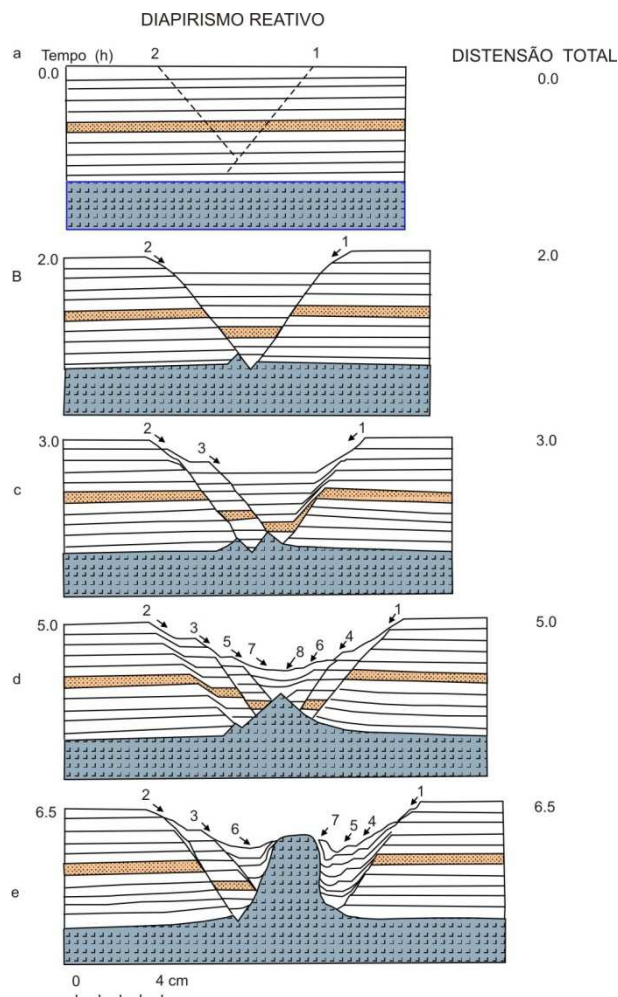 DIAPIRISMO REATIVO
a Tempo (h) 2 1 DISTENSÃO TOTAL
0.0 0.0
B 2.0 2 1 2.0
c 3.0 2 3 1 3.0
d 5.0 2 3 5 7 8 6 4 1 5.0
e 6.5 2 3 6 7 5 4 1 6.5
0 4 cm